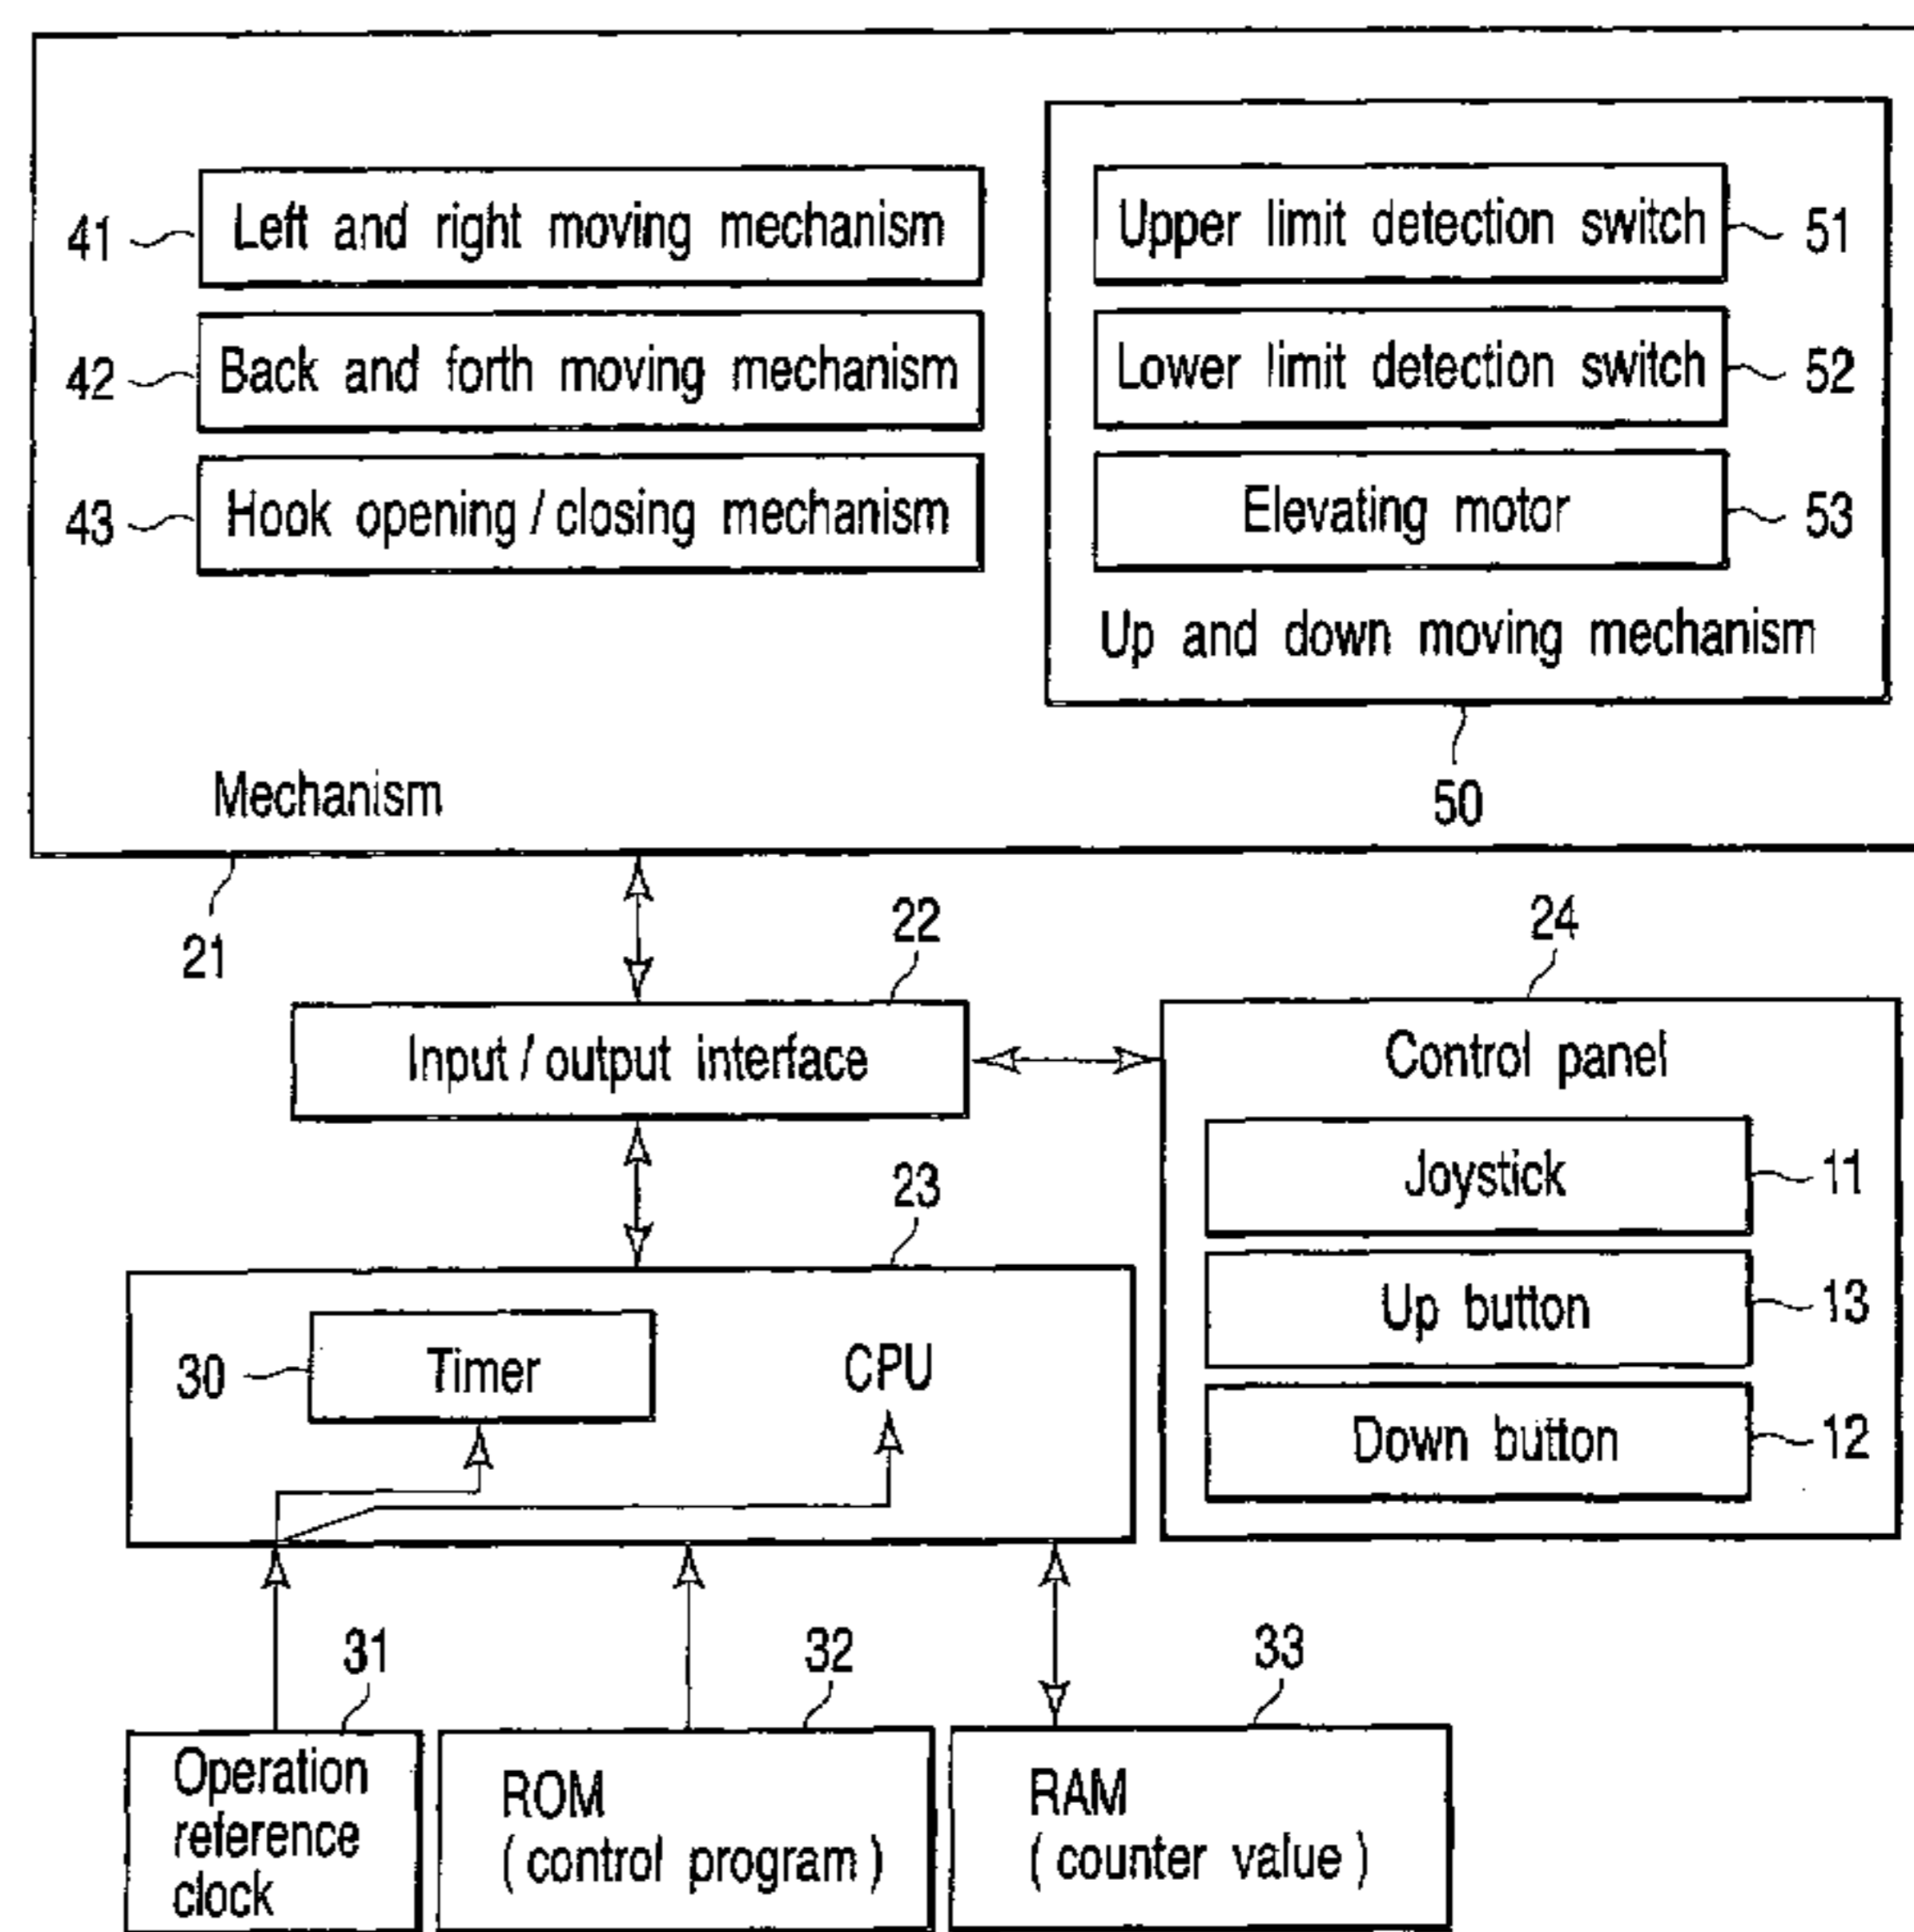 41 Left and right moving mechanism
42 Back and forth moving mechanism
43 Hook opening / closing mechanism
Upper limit detection switch 51
Lower limit detection switch 52
Elevating motor 53
Up and down moving mechanism
50
Mechanism
21
22
Input / output interface
24
Control panel
Joystick 11
Up button 13
Down button 12
23
30 Timer
CPU
31
Operation
reference
clock
32
ROM
( control program )
33
RAM
( counter value )